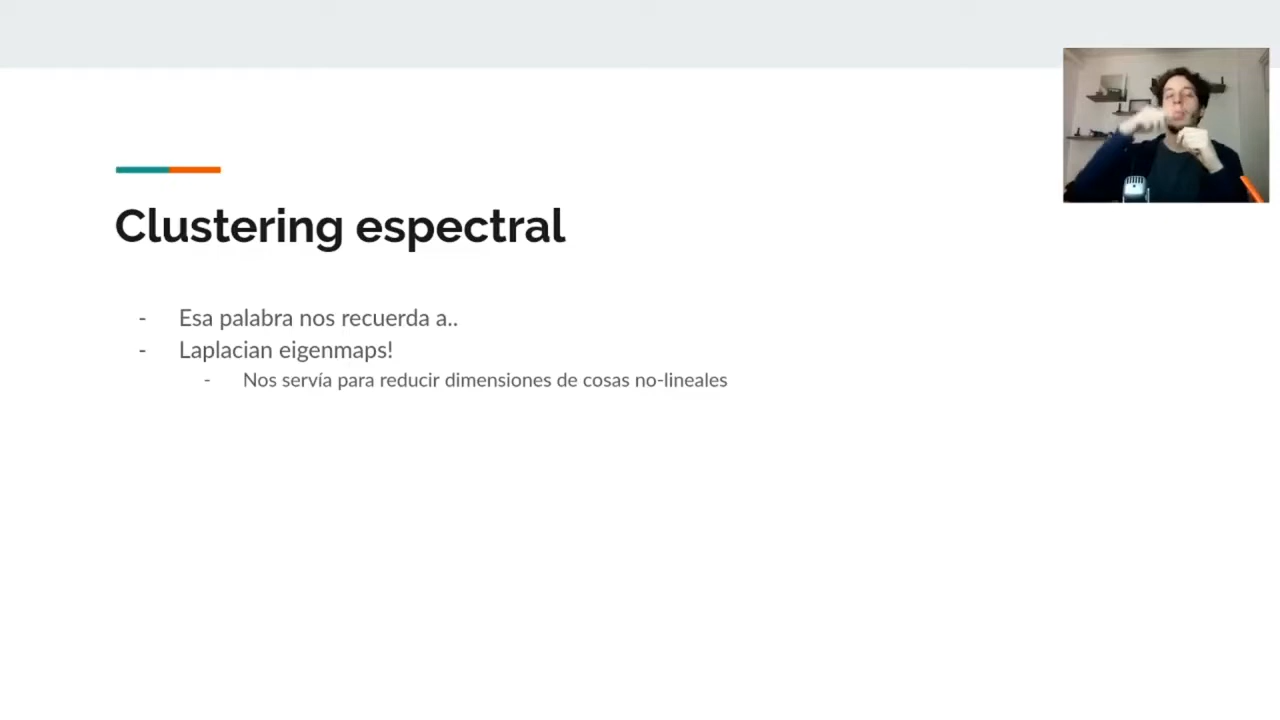 Clustering espectral
- Esa palabra nos recuerda a..
- Laplacian eigenmaps!
- Nos servía para reducir dimensiones de cosas no-lineales